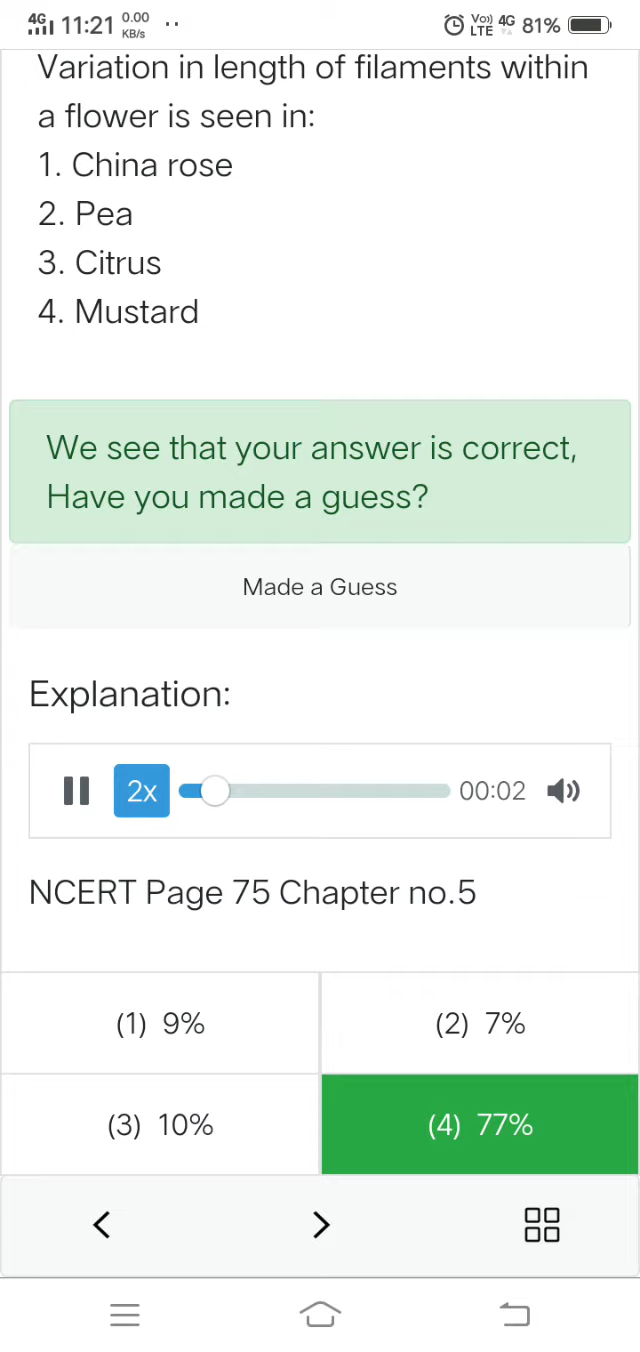 4G 11:21 0.00 KB/s ··
Vo)) LTE 4G 81%
Variation in length of filaments within
a flower is seen in:
1. China rose
2. Pea
3. Citrus
4. Mustard
We see that your answer is correct,
Have you made a guess?
Made a Guess
Explanation:
2x 00:02
NCERT Page 75 Chapter no.5
(1) 9% (2) 7%
(3) 10% (4) 77%